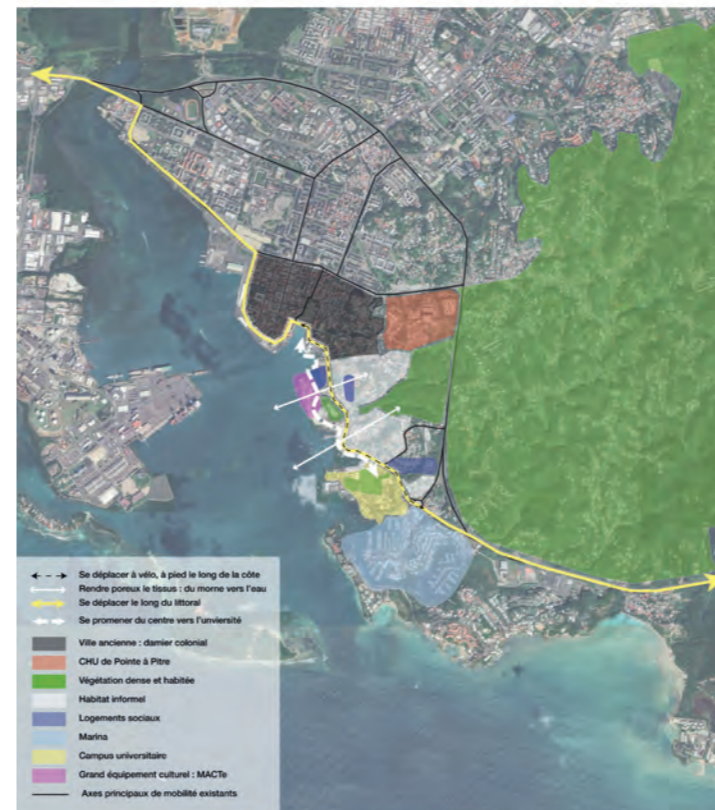 Se déplacer à vélo, à pied le long de la côte
Rendre poreux le tissus : du morne vers l'eau
Se déplacer le long du littoral
Se promener du centre vers l'unviersité
Ville ancienne : damier colonial
CHU de Pointe à Pitre
Végétation dense et habitée
Habitat informel
Logements sociaux
Marina
Campus universitaire
Grand équipement culturel : MACTe
Axes principaux de mobilité existants